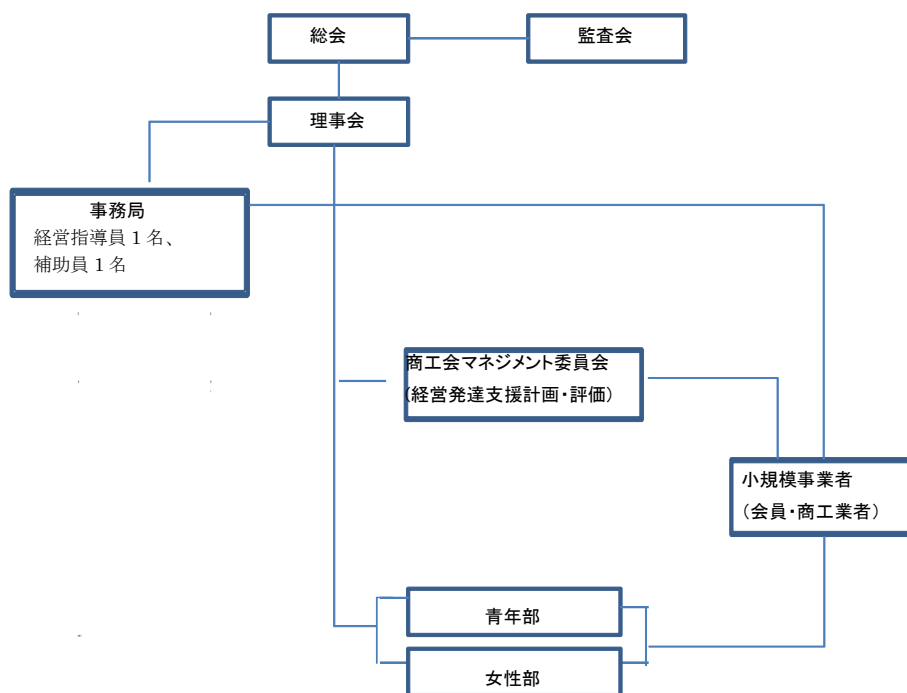 総会
監査会
理事会
事務局
経営指導員１名、
補助員１名
商工会マネジメント委員会
(経営発達支援計画・評価)
小規模事業者
(会員・商工業者)
青年部
女性部